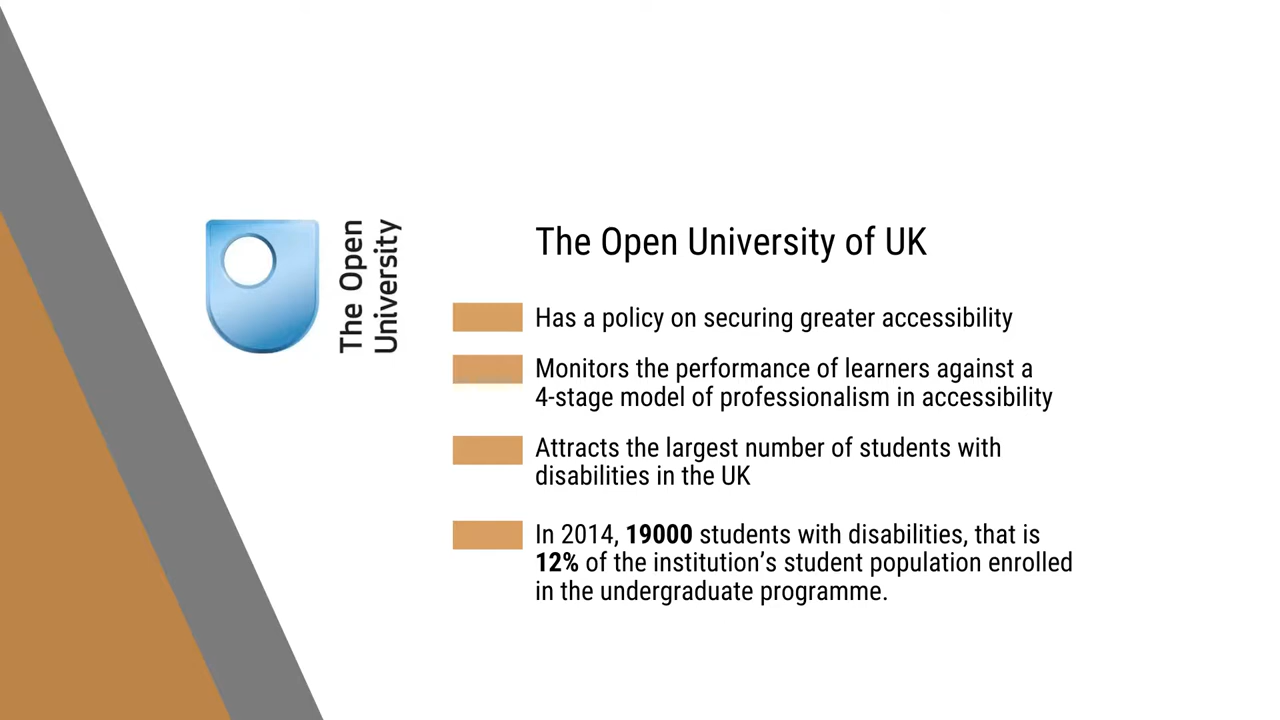 The Open
University
The Open University of UK
Has a policy on securing greater accessibility
Monitors the performance of learners against a
4-stage model of professionalism in accessibility
Attracts the largest number of students with
disabilities in the UK
In 2014, 19000 students with disabilities, that is
12% of the institution’s student population enrolled
in the undergraduate programme.